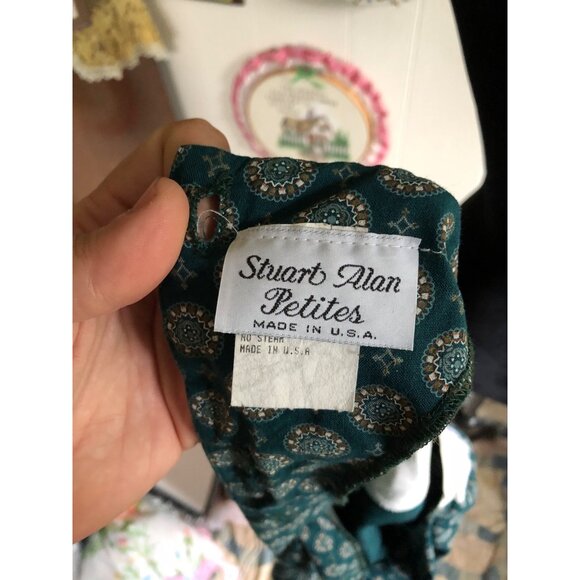 Stuart Alan
Petites
MADE IN U.S.A.
NO STEAM
MADE IN U.S.A